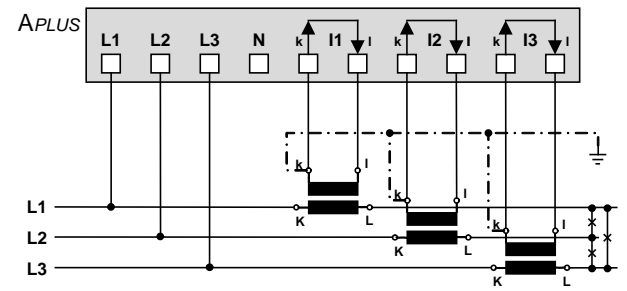 APLUS
L1 L2 L3 N k I1 l k I2 l k I3 l
k l
k l
k l
L1
K L
L2
K L
L3
K L